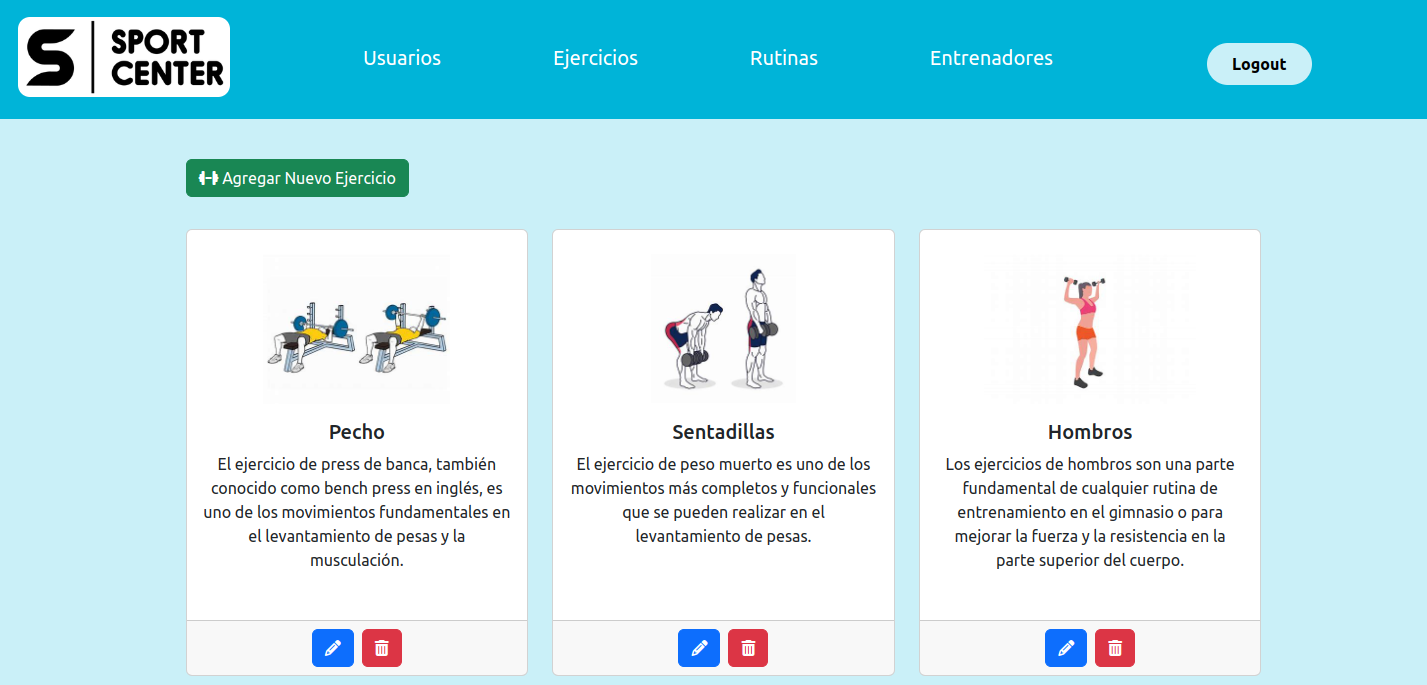 SPORT
CENTER
Usuarios
Ejercicios
Rutinas
Entrenadores
Logout
Agregar Nuevo Ejercicio
Pecho
El ejercicio de press de banca, también
conocido como bench press en inglés, es
uno de los movimientos fundamentales en
el levantamiento de pesas y la
musculación.
Sentadillas
El ejercicio de peso muerto es uno de los
movimientos más completos y funcionales
que se pueden realizar en el
levantamiento de pesas.
Hombros
Los ejercicios de hombros son una parte
fundamental de cualquier rutina de
entrenamiento en el gimnasio o para
mejorar la fuerza y la resistencia en la
parte superior del cuerpo.